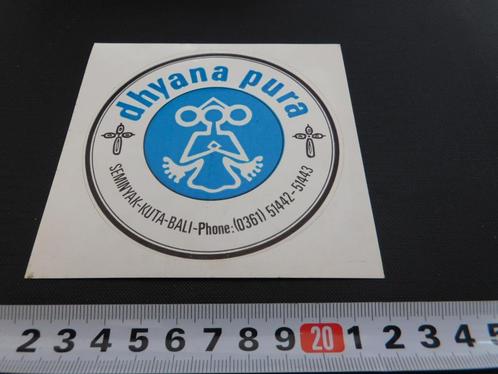 dhyana pura
SEMINYAK-KUTA-BALI-Phone: (0361) 51442-51443
2 3 4 5 6 7 8 9 20 1 2 3 4 5